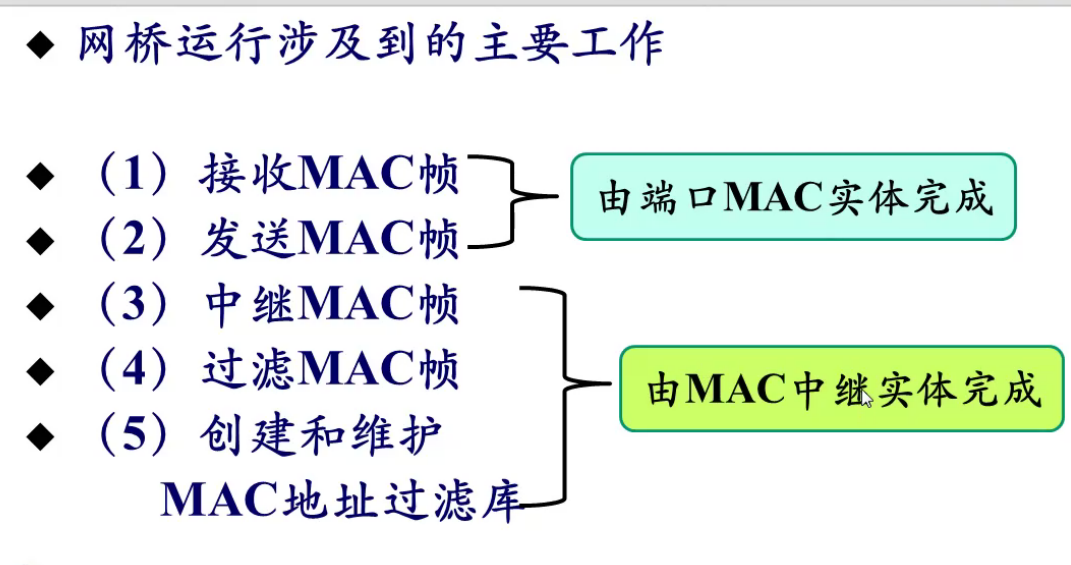 ◆ 网桥运行涉及到的主要工作
◆ （1）接收MAC帧
由端口MAC实体完成
◆ （2）发送MAC帧
◆ （3）中继MAC帧
◆ （4）过滤MAC帧
由MAC中继实体完成
◆ （5）创建和维护
MAC地址过滤库